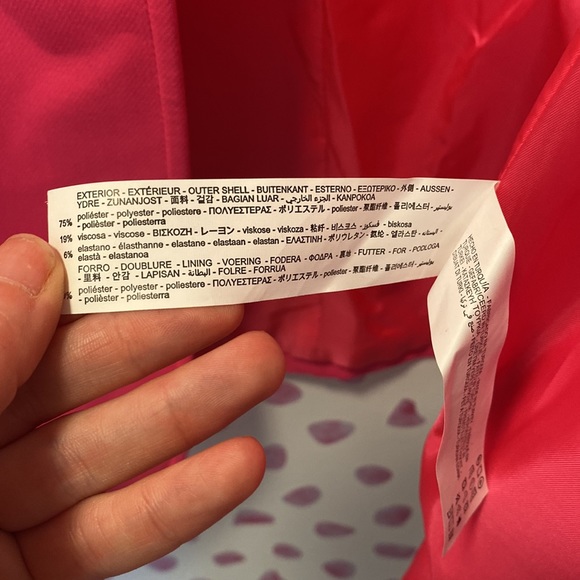 EXTERIOR - EXTÉRIEUR - OUTER SHELL - BUITENKANT - ESTERNO - ΕΞΩΤΕΡΙΚΟ - 外側 - AUSSEN -
YDRE - ZUNANJOST - 面料 - 겉감 - BAGIAN LUAR - الجزء الخارجي - KANPOKOA
75% poliéster - polyester - poliestere - ΠΟΛΥΕΣΤΕΡΑΣ - ポリエステル - poliester - 聚酯纤维 - 폴리에스터 - بوليستير
- polièster - poliesterra
19% viscosa - viscose - ΒΙΣΚΟΖΗ - レーヨン - viskose - viskoza - 粘纤 - 비스코스 - فسكوز - biskosa
6% elastano - élasthanne - elastane - elastaan - elastan - ΕΛΑΣΤΙΝΗ - ポリウレタン - 氨纶 - 엘라스탄 -
elastà - elastanoa
FORRO - DOUBLURE - LINING - VOERING - FODERA - ΦΟΔΡΑ - 裏地 - FUTTER - FOR - PODLOGA
- 里料 - 안감 - LAPISAN - البطانة - FOLRE - FORRUA
poliéster - polyester - poliestere - ΠΟΛΥΕΣΤΕΡΑΣ - ポリエステル - poliester - 聚酯纤维 - 폴리에스터 - بوليستير
- polièster - poliesterra